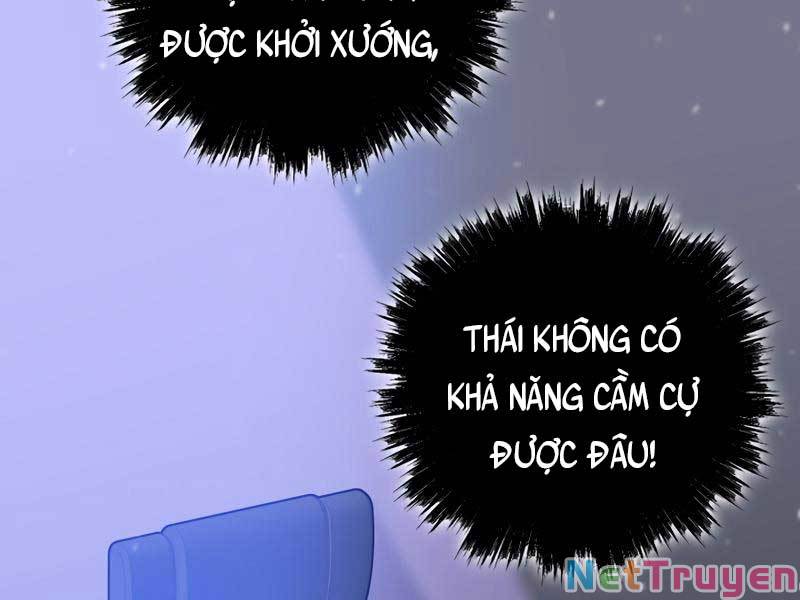 ĐƯỢC KHỞI XƯỚNG,
THÁI KHÔNG CÓ
KHẢ NĂNG CẦM CỰ
ĐƯỢC ĐÂU!
NetTruyen